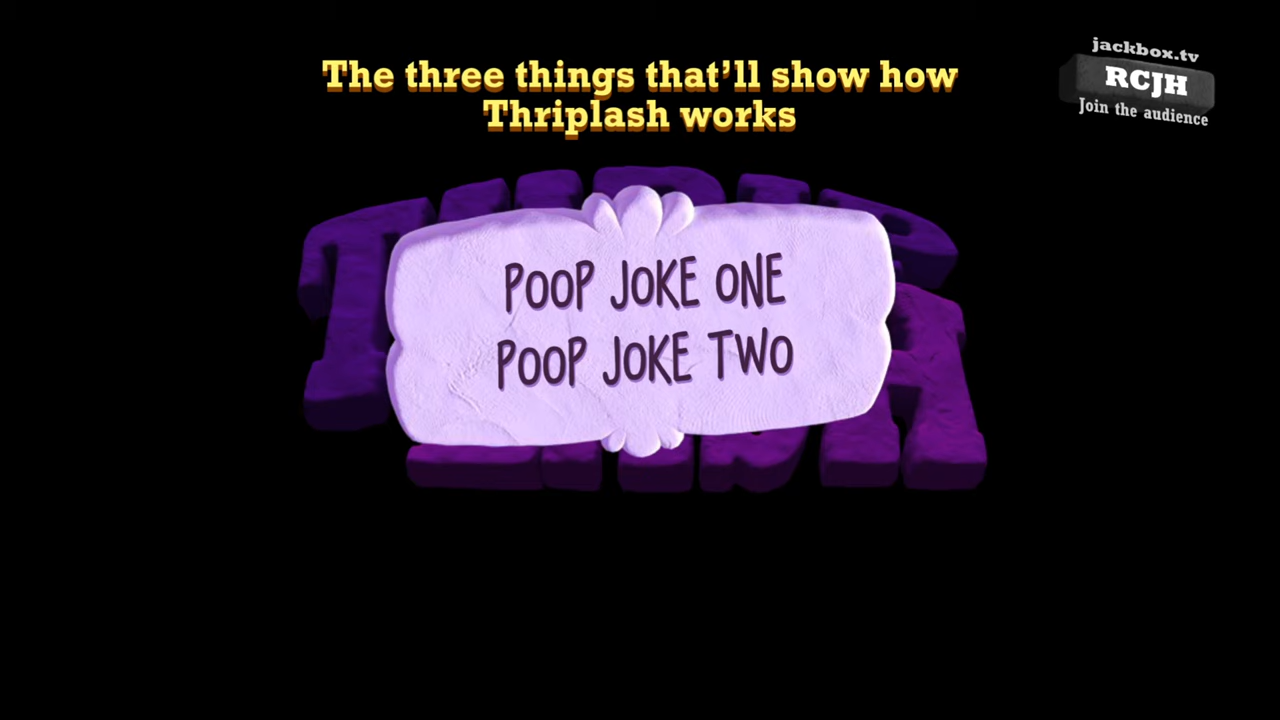 The three things that’ll show how
Thriplash works
jackbox.tv
RCJH
Join the audience
POOP JOKE ONE
POOP JOKE TWO